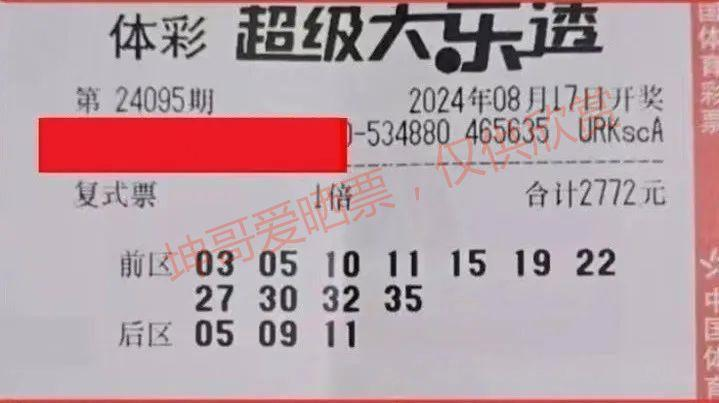 体彩 超级大乐透
第 24095期 2024年08月17日开奖
-534880 465635 URKscA
复式票 1倍 合计2772元
前区 03 05 10 11 15 19 22
27 30 32 35
后区 05 09 11
坤哥爱晒票，仅供欣赏
国体育彩票
中国体育